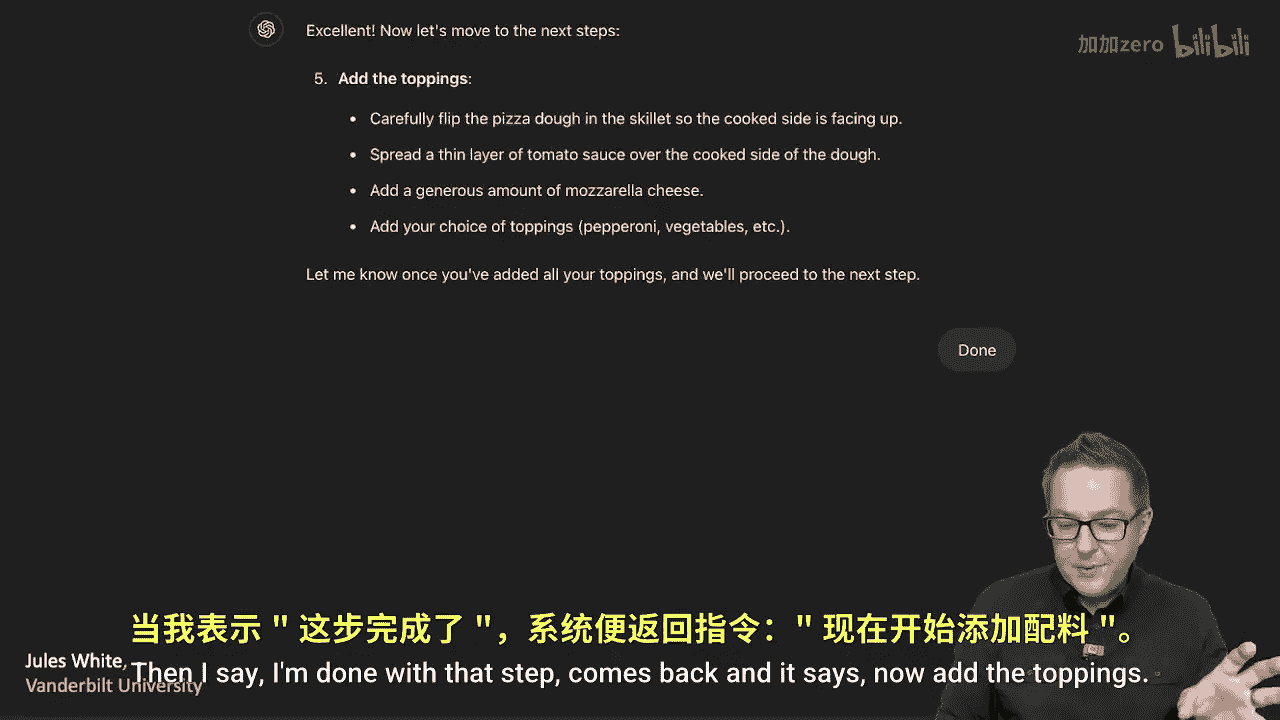 Excellent! Now let's move to the next steps:
加加zero bilibili
5. Add the toppings:
• Carefully flip the pizza dough in the skillet so the cooked side is facing up.
• Spread a thin layer of tomato sauce over the cooked side of the dough.
• Add a generous amount of mozzarella cheese.
• Add your choice of toppings (pepperoni, vegetables, etc.).
Let me know once you've added all your toppings, and we'll proceed to the next step.
Done
当我表示 " 这步完成了 "，系统便返回指令：" 现在开始添加配料 "。
Jules White,
Then I say, I'm done with that step, comes back and it says, now add the toppings.
Vanderbilt University